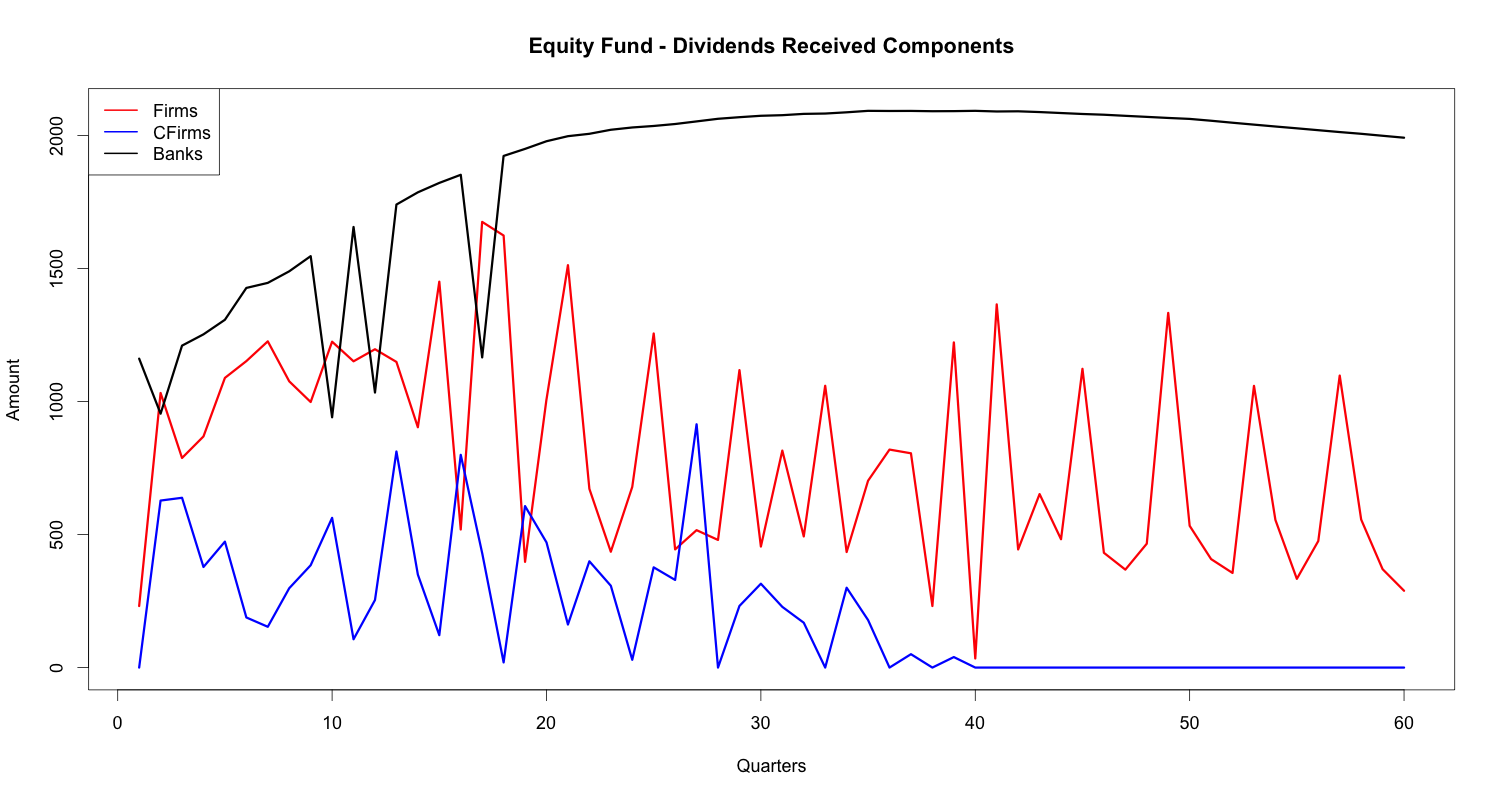 Equity Fund - Dividends Received Components
Firms
CFirms
Banks
Amount
2000
1500
1000
500
0
0 10 20 30 40 50 60
Quarters